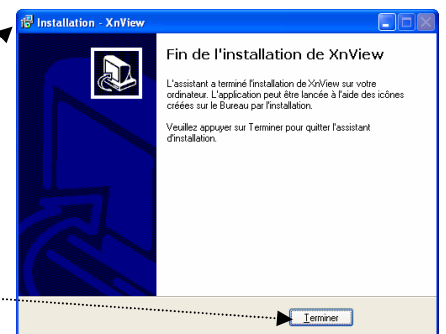 Installation - XnView
Fin de l'installation de XnView
L'assistant a terminé l'installation de XnView sur votre
ordinateur. L'application peut être lancée à l'aide des icônes
créées sur le Bureau par l'installation.
Veuillez appuyer sur Terminer pour quitter l'assistant
d'installation.
Terminer